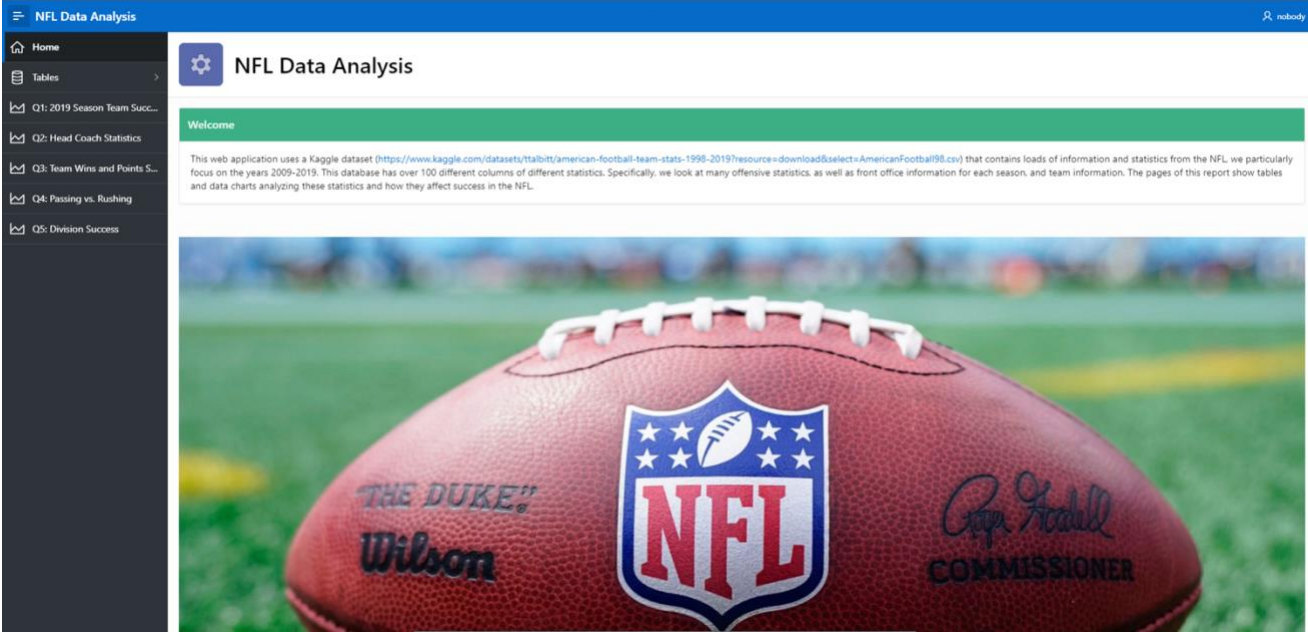 NFL Data Analysis
nobody
Home
Tables
Q1: 2019 Season Team Succ...
Q2: Head Coach Statistics
Q3: Team Wins and Points S...
Q4: Passing vs. Rushing
Q5: Division Success
NFL Data Analysis
Welcome
This web application uses a Kaggle dataset (https://www.kaggle.com/datasets/ttalbitt/american-football-team-stats-1998-2019?resource=download&select=AmericanFootball98.csv) that contains loads of information and statistics from the NFL, we particularly
focus on the years 2009-2019. This database has over 100 different columns of different statistics. Specifically, we look at many offensive statistics, as well as front office information for each season, and team information. The pages of this report show tables
and data charts analyzing these statistics and how they affect success in the NFL.
"THE DUKE"®
Wilson
NFL
Roger Goodell
COMMISSIONER